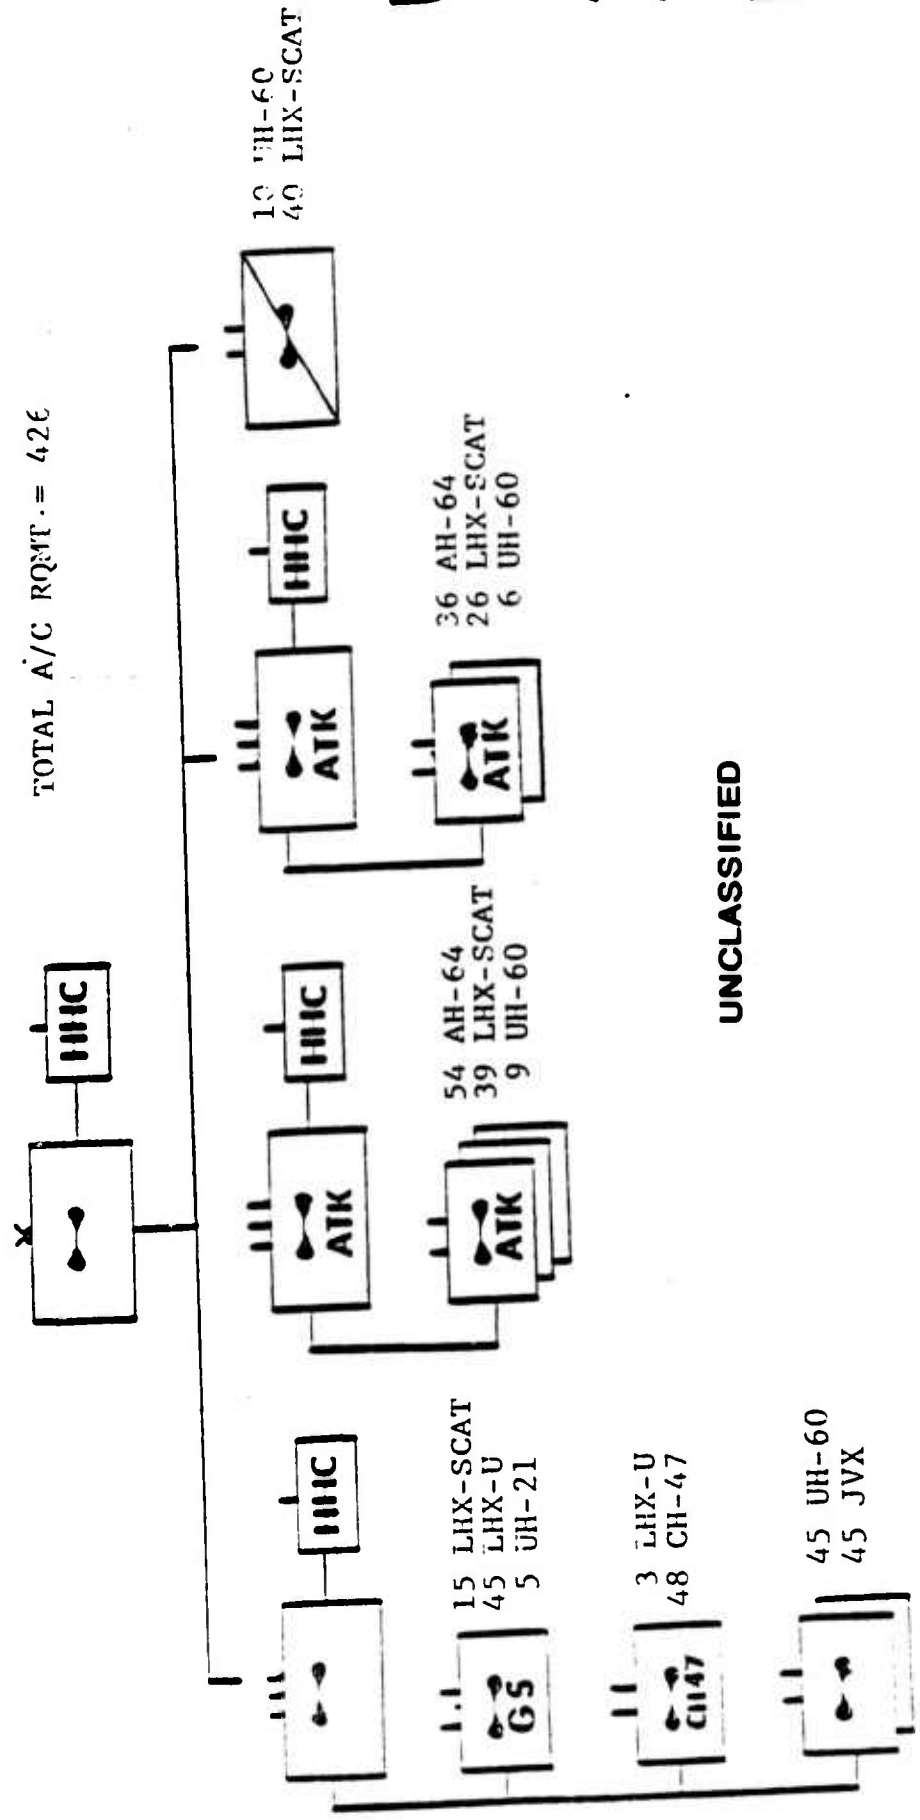 TOTAL A/C RQMT.= 426
X
HHC
HHC
ATK
HHC
ATK
HHC
10 UH-60
40 LHX-SCAT
GS
15 LHX-SCAT
45 LHX-U
5 UH-21
ATK
54 AH-64
39 LHX-SCAT
9 UH-60
ATK
36 AH-64
26 LHX-SCAT
6 UH-60
CH47
3 LHX-U
48 CH-47
45 UH-60
45 JVX
UNCLASSIFIED